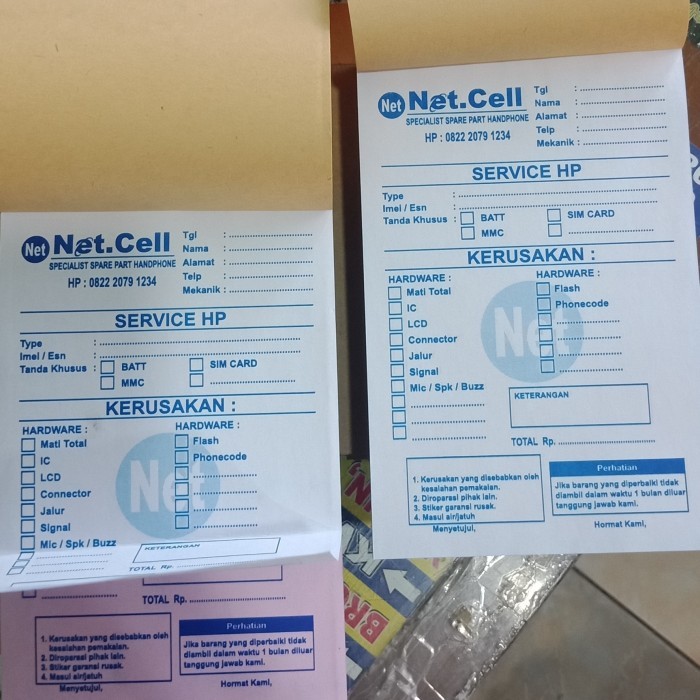 Net Net.Cell
SPECIALIST SPARE PART HANDPHONE
HP : 0822 2079 1234
Tgl :
Nama :
Alamat :
Telp :
Mekanik :
SERVICE HP
Type :
Imei / Esn :
Tanda Khusus : BATT SIM CARD
MMC
KERUSAKAN :
HARDWARE : HARDWARE :
Mati Total Flash
IC Phonecode
LCD
Connector
Jalur
Signal
Mic / Spk / Buzz
Net
KETERANGAN
TOTAL Rp.
TOTAL Rp.
1. Kerusakan yang disebabkan oleh
kesalahan pemakaian.
2. Diroparasi pihak lain.
3. Stiker garansi rusak.
4. Masul air/jatuh
Menyetujui,
Perhatian
Jika barang yang diperbaiki tidak
diambil dalam waktu 1 bulan diluar
tanggung jawab kami.
Hormat Kami,
Net Net.Cell
SPECIALIST SPARE PART HANDPHONE
HP : 0822 2079 1234
Tgl :
Nama :
Alamat :
Telp :
Mekanik :
SERVICE HP
Type :
Imei / Esn :
Tanda Khusus : BATT SIM CARD
MMC
KERUSAKAN :
HARDWARE : HARDWARE :
Mati Total Flash
IC Phonecode
LCD
Connector
Jalur
Signal
Mic / Spk / Buzz
Net
KETERANGAN
TOTAL Rp.
1. Kerusakan yang disebabkan oleh
kesalahan pemakaian.
2. Diroparasi pihak lain.
3. Stiker garansi rusak.
4. Masul air/jatuh
Menyetujui,
Perhatian
Jika barang yang diperbaiki tidak
diambil dalam waktu 1 bulan diluar
tanggung jawab kami.
Hormat Kami,